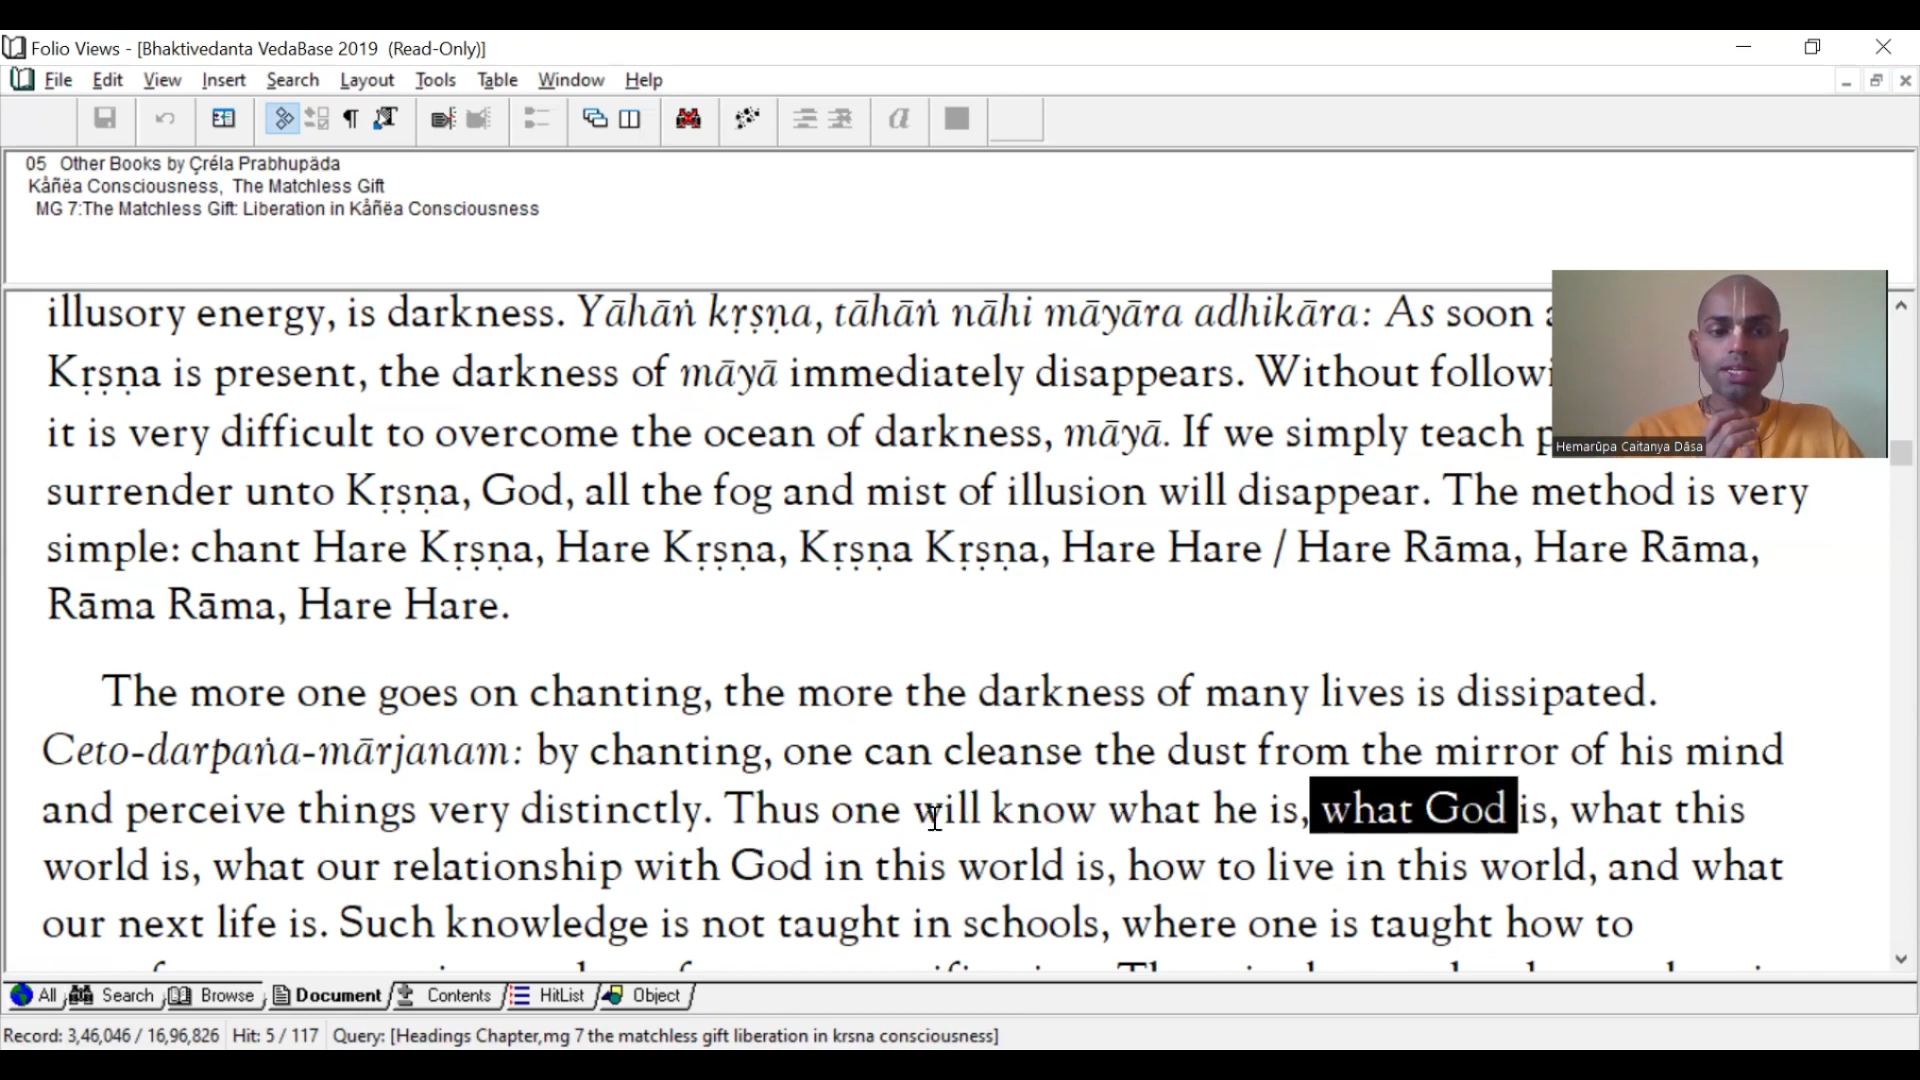 Folio Views - [Bhaktivedanta VedaBase 2019 (Read-Only)]
File Edit View Insert Search Layout Tools Table Window Help
05 Other Books by Çréla Prabhupäda
Kåñëa Consciousness, The Matchless Gift
MG 7:The Matchless Gift: Liberation in Kåñëa Consciousness
illusory energy, is darkness. Yāhāṅ kṛṣṇa, tāhāṅ nāhi māyāra adhikāra: As soon
Kṛṣṇa is present, the darkness of māyā immediately disappears. Without followi
it is very difficult to overcome the ocean of darkness, māyā. If we simply teach p
Hemarūpa Caitanya Dāsa
surrender unto Kṛṣṇa, God, all the fog and mist of illusion will disappear. The method is very
simple: chant Hare Kṛṣṇa, Hare Kṛṣṇa, Kṛṣṇa Kṛṣṇa, Hare Hare / Hare Rāma, Hare Rāma,
Rāma Rāma, Hare Hare.
The more one goes on chanting, the more the darkness of many lives is dissipated.
Ceto-darpaṅa-mārjanam: by chanting, one can cleanse the dust from the mirror of his mind
and perceive things very distinctly. Thus one will know what he is, what God is, what this
world is, what our relationship with God in this world is, how to live in this world, and what
our next life is. Such knowledge is not taught in schools, where one is taught how to
All Search Browse Document Contents HitList Object
Record: 3,46,046 / 16,96,826 Hit: 5 / 117 Query: [Headings Chapter,mg 7 the matchless gift liberation in krsna consciousness]